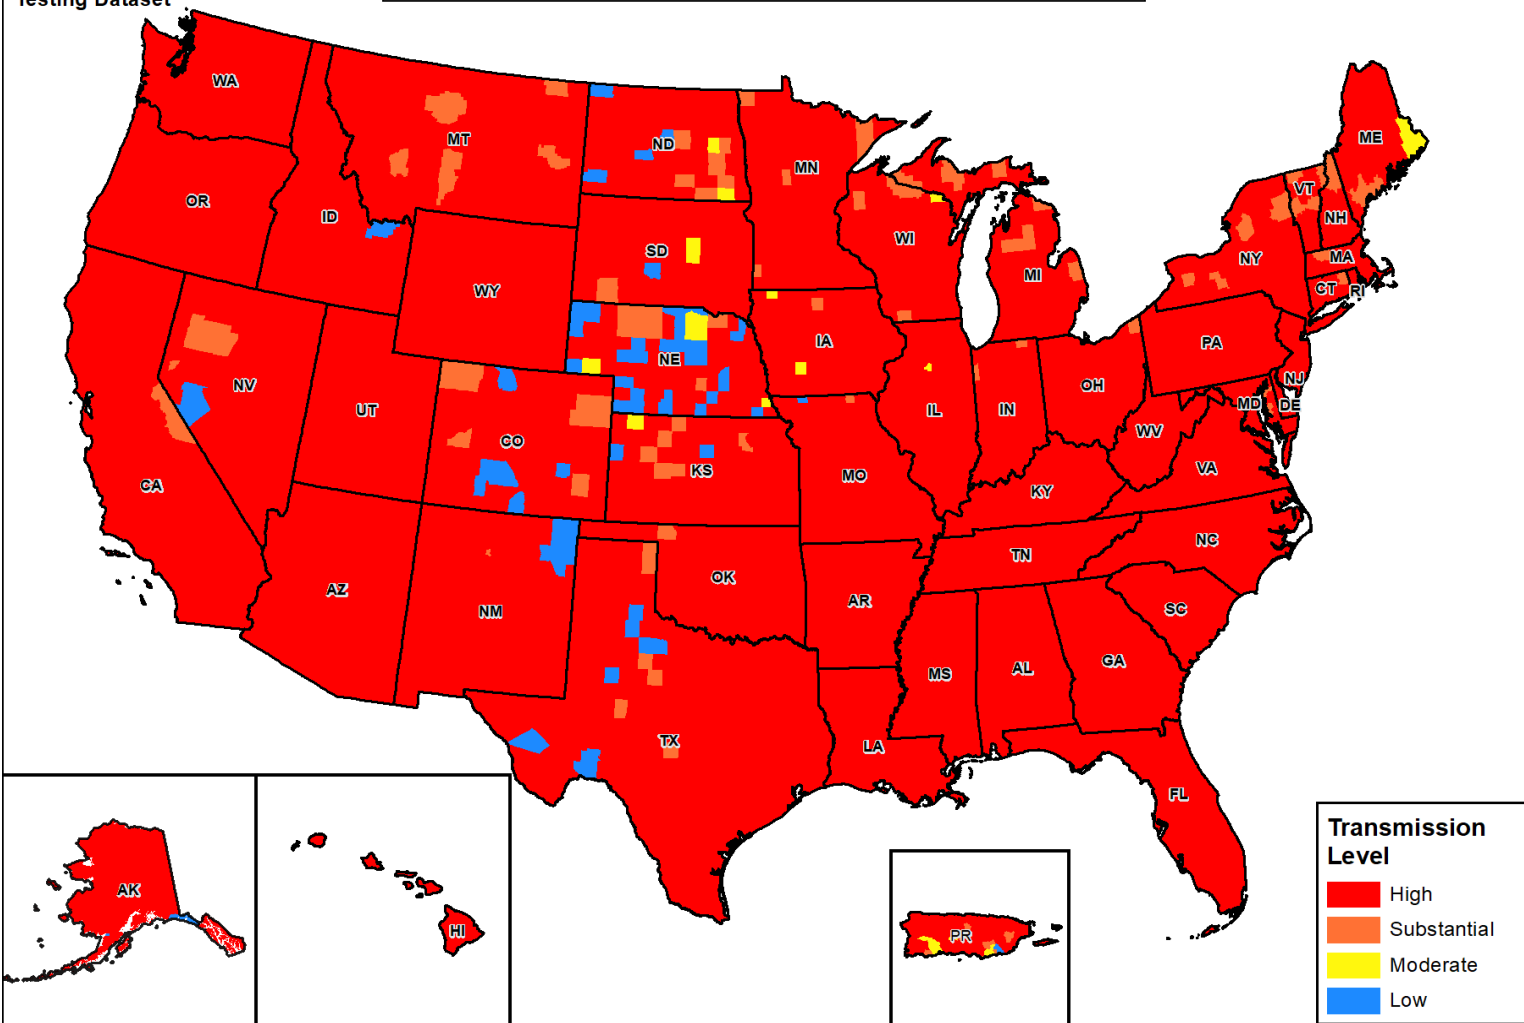 Testing Dataset
WA
MT
ND
MN
ME
OR
ID
SD
WI
VT
NH
NY
MA
MI
CT
RI
WY
NE
IA
PA
NV
UT
CO
KS
IL
IN
OH
NJ
MD
DE
WV
VA
CA
MO
KY
AZ
NM
OK
AR
TN
NC
SC
MS
AL
GA
TX
LA
FL
AK
HI
PR
Transmission
Level
High
Substantial
Moderate
Low